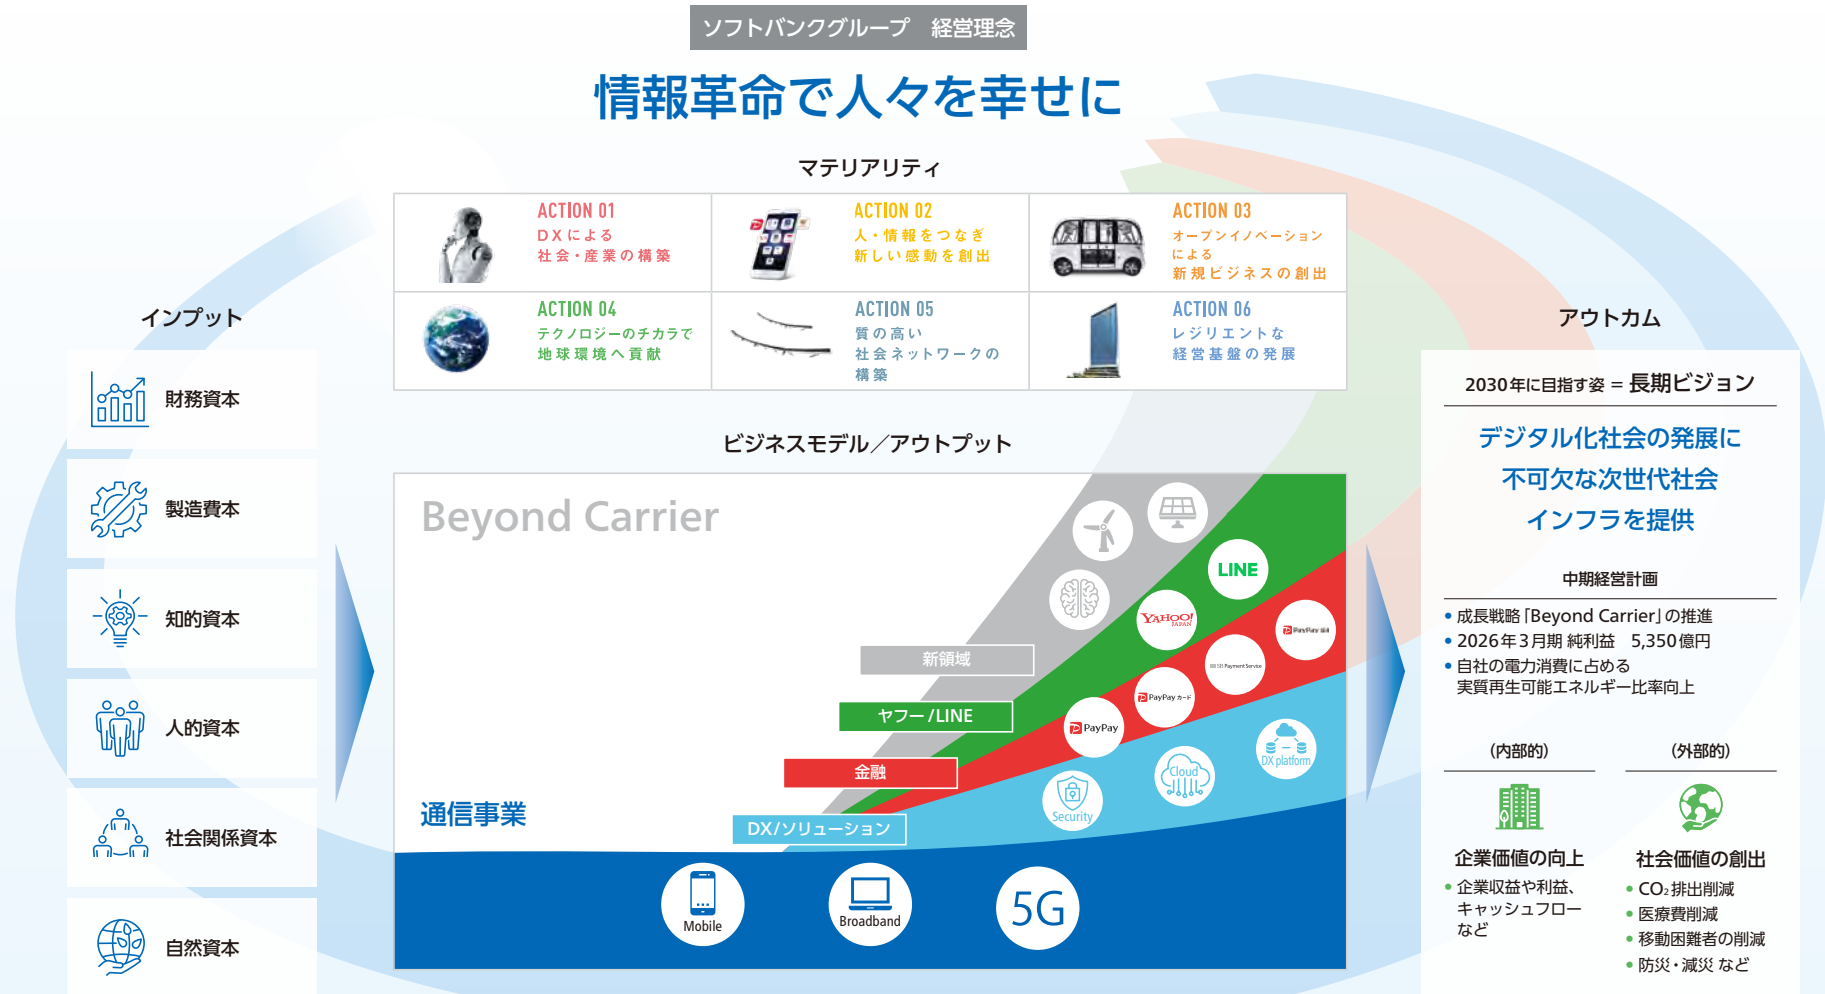 ソフトバンクグループ　経営理念
情報革命で人々を幸せに
マテリアリティ
ACTION 01
DXによる
社会・産業の構築
ACTION 02
人・情報をつなぎ
新しい感動を創出
ACTION 03
オープンイノベーション
による
新規ビジネスの創出
ACTION 04
テクノロジーのチカラで
地球環境へ貢献
ACTION 05
質の高い
社会ネットワークの
構築
ACTION 06
レジリエントな
経営基盤の発展
インプット
財務資本
製造費本
知的資本
人的資本
社会関係資本
自然資本
ビジネスモデル／アウトプット
Beyond Carrier
LINE
YAHOO!
JAPAN
PayPay 証券
SB Payment Service
PayPay カード
PayPay
新領域
ヤフー/LINE
金融
DX/ソリューション
通信事業
DX platform
Cloud
Security
Mobile
Broadband
5G
アウトカム
2030年に目指す姿 = 長期ビジョン
デジタル化社会の発展に
不可欠な次世代社会
インフラを提供
中期経営計画
• 成長戦略「Beyond Carrier」の推進
• 2026年3月期 純利益　5,350億円
• 自社の電力消費に占める
実質再生可能エネルギー比率向上
（内部的）
企業価値の向上
• 企業収益や利益、
キャッシュフロー
など
（外部的）
社会価値の創出
• CO₂排出削減
• 医療費削減
• 移動困難者の削減
• 防災・減災 など